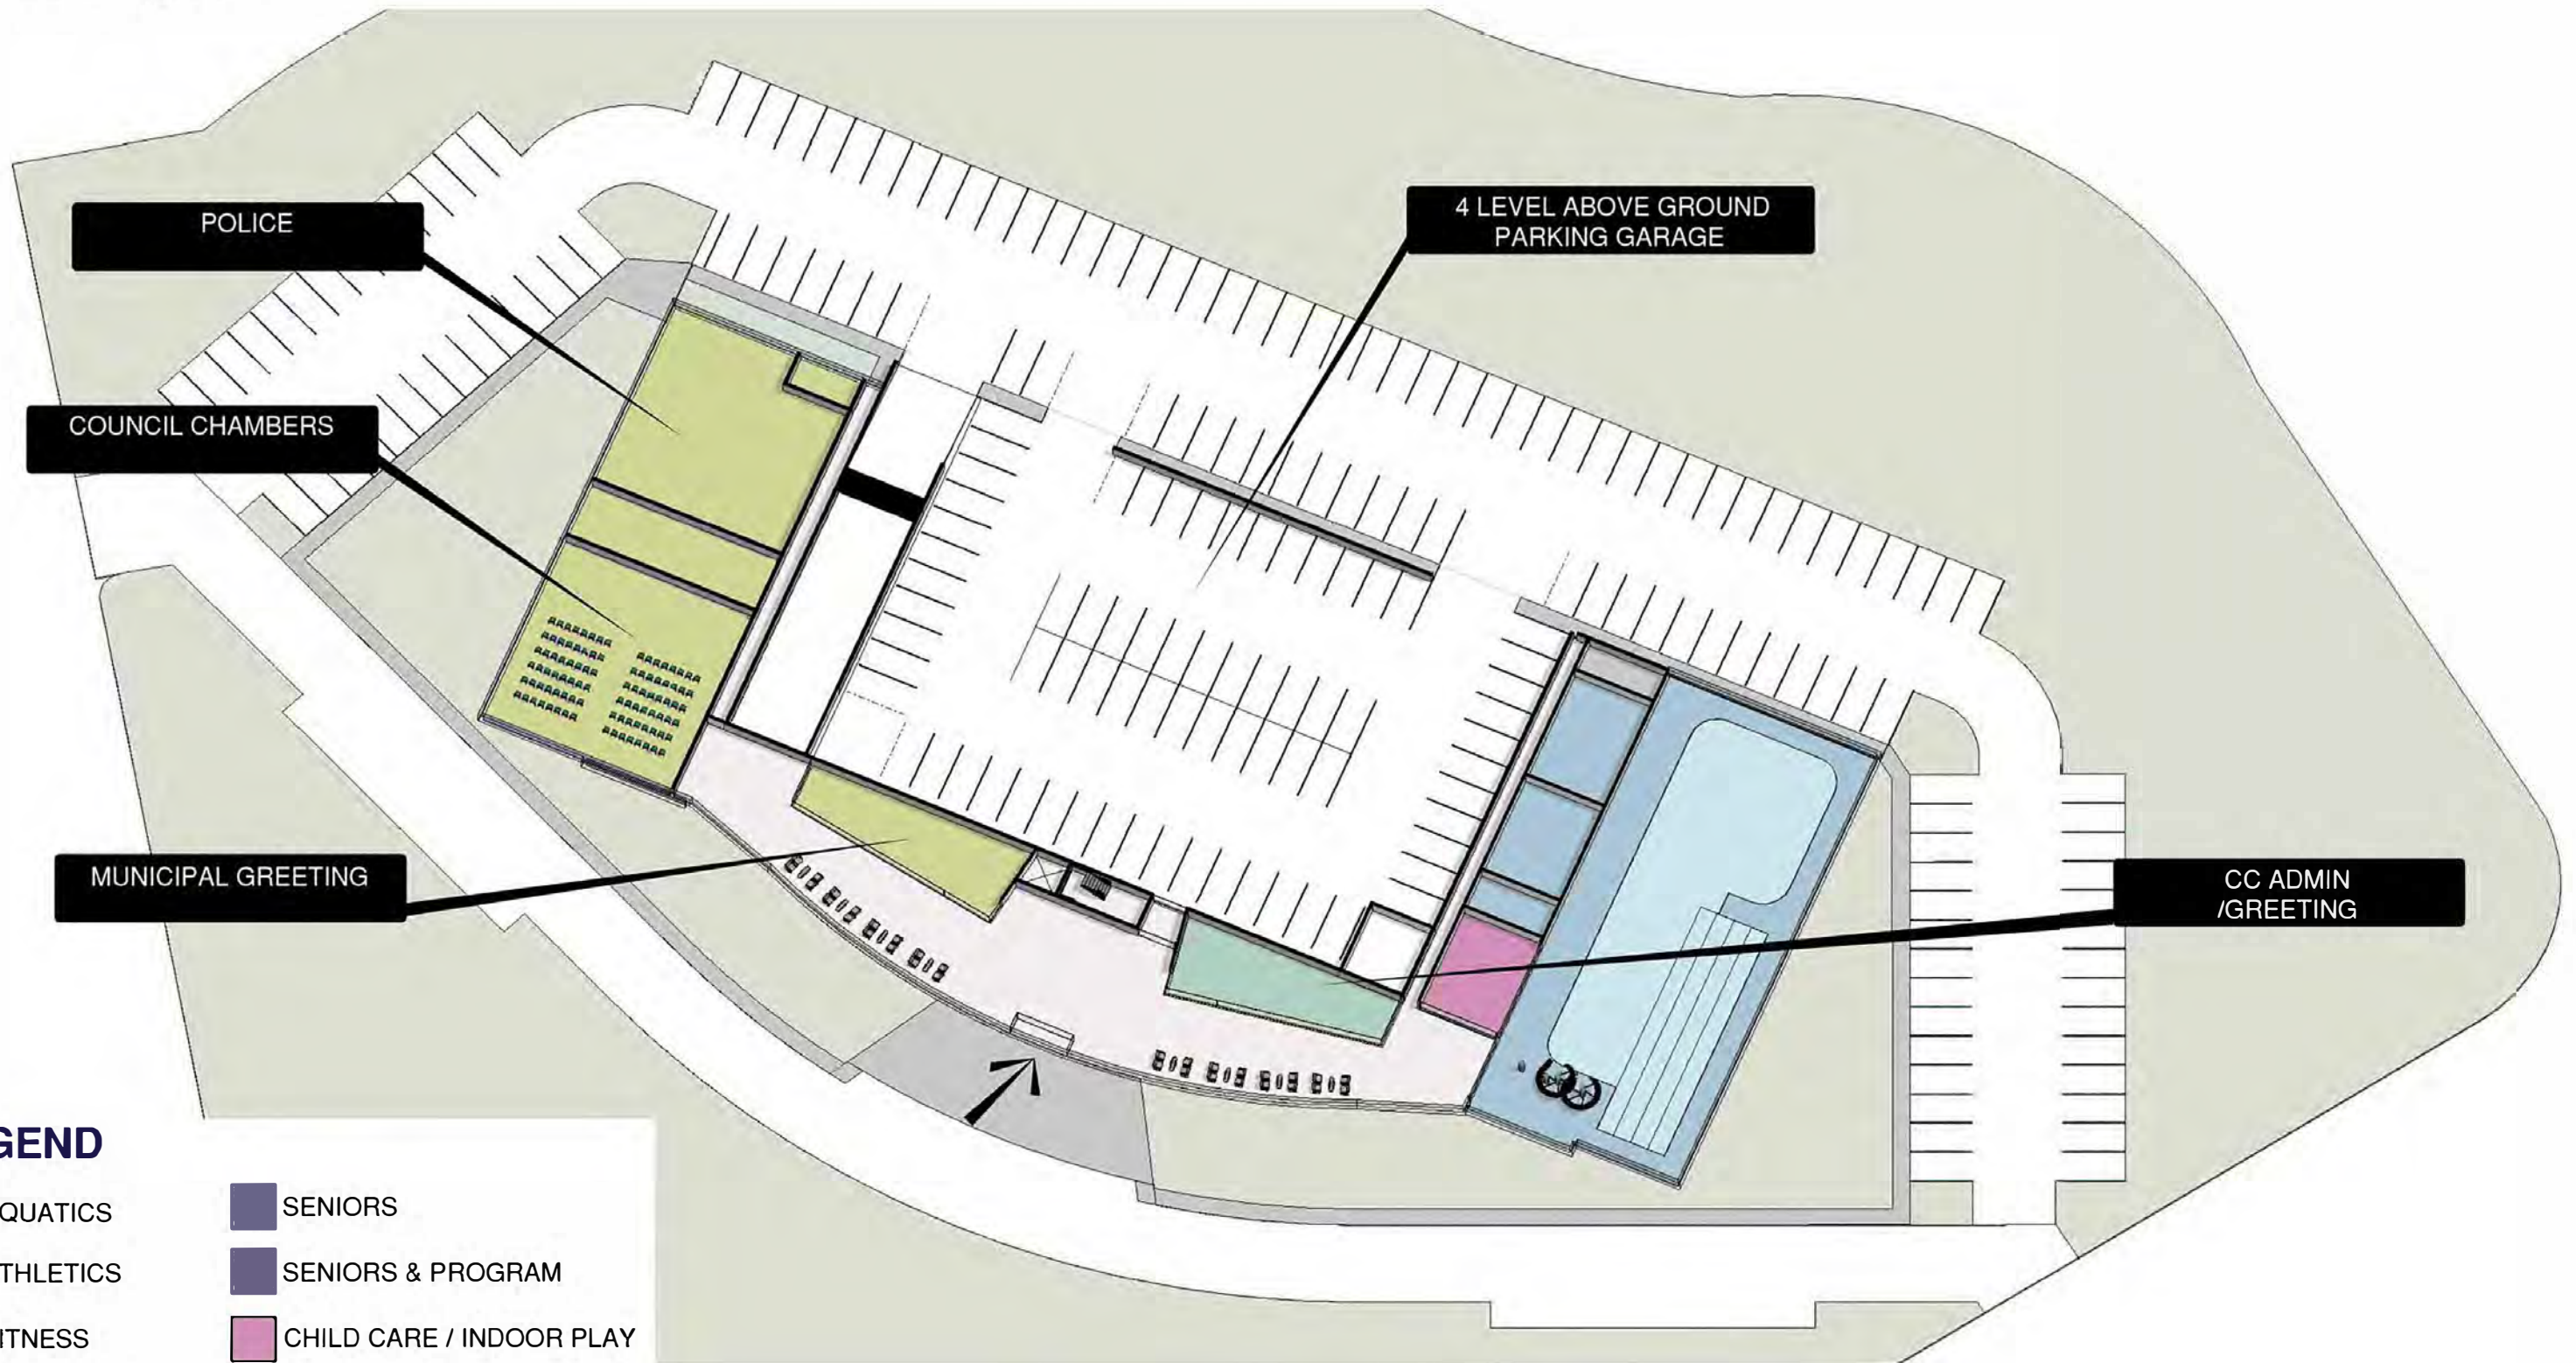 POLICE
4 LEVEL ABOVE GROUND
PARKING GARAGE
COUNCIL CHAMBERS
MUNICIPAL GREETING
CC ADMIN
/GREETING
GEND
QUATICS
SENIORS
THLETICS
SENIORS & PROGRAM
ITNESS
CHILD CARE / INDOOR PLAY